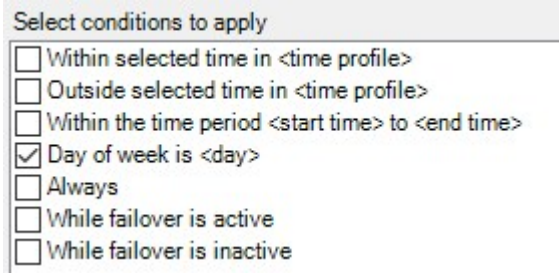 Select conditions to apply
Within selected time in <time profile>
Outside selected time in <time profile>
Within the time period <start time> to <end time>
Day of week is <day>
Always
While failover is active
While failover is inactive